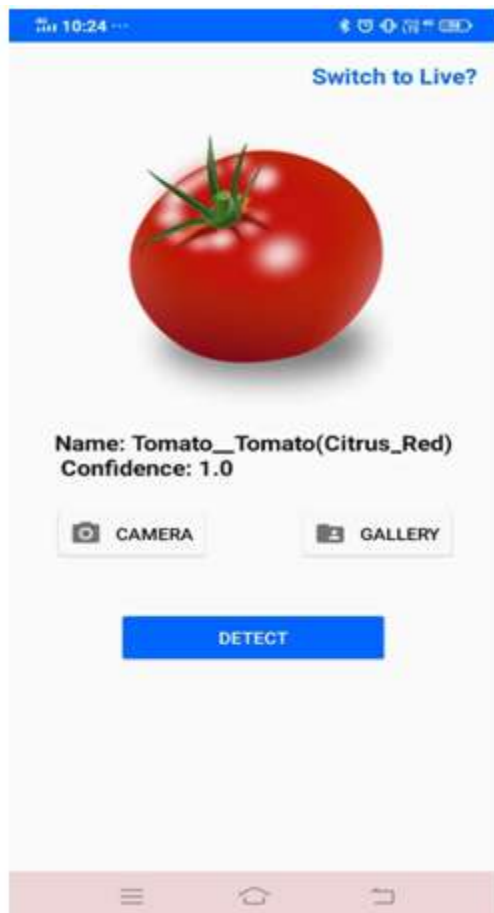 10:24 ...
Switch to Live?
Name: Tomato__Tomato(Citrus_Red)
Confidence: 1.0
CAMERA
GALLERY
DETECT